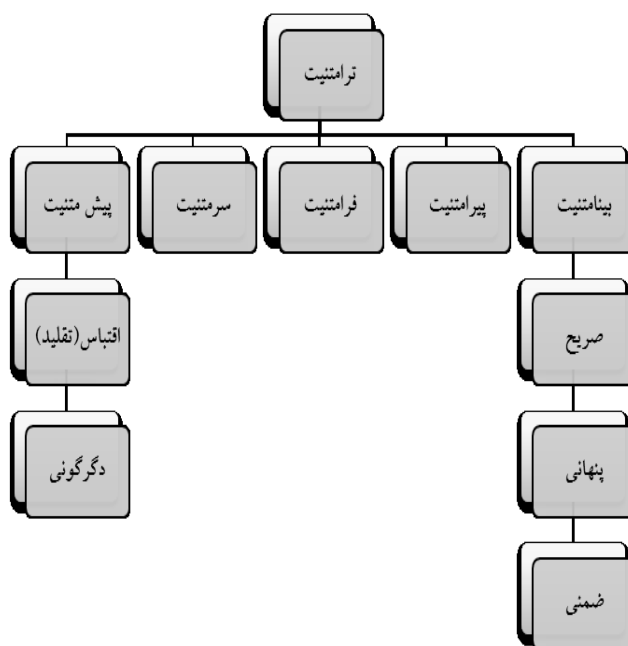 ترامتنیت
بینامتنیت
پیرامتنیت
فرامتنیت
سرمتنیت
پیش متنیت
صریح
اقتباس(تقلید)
پنهانی
دگرگونی
ضمنی